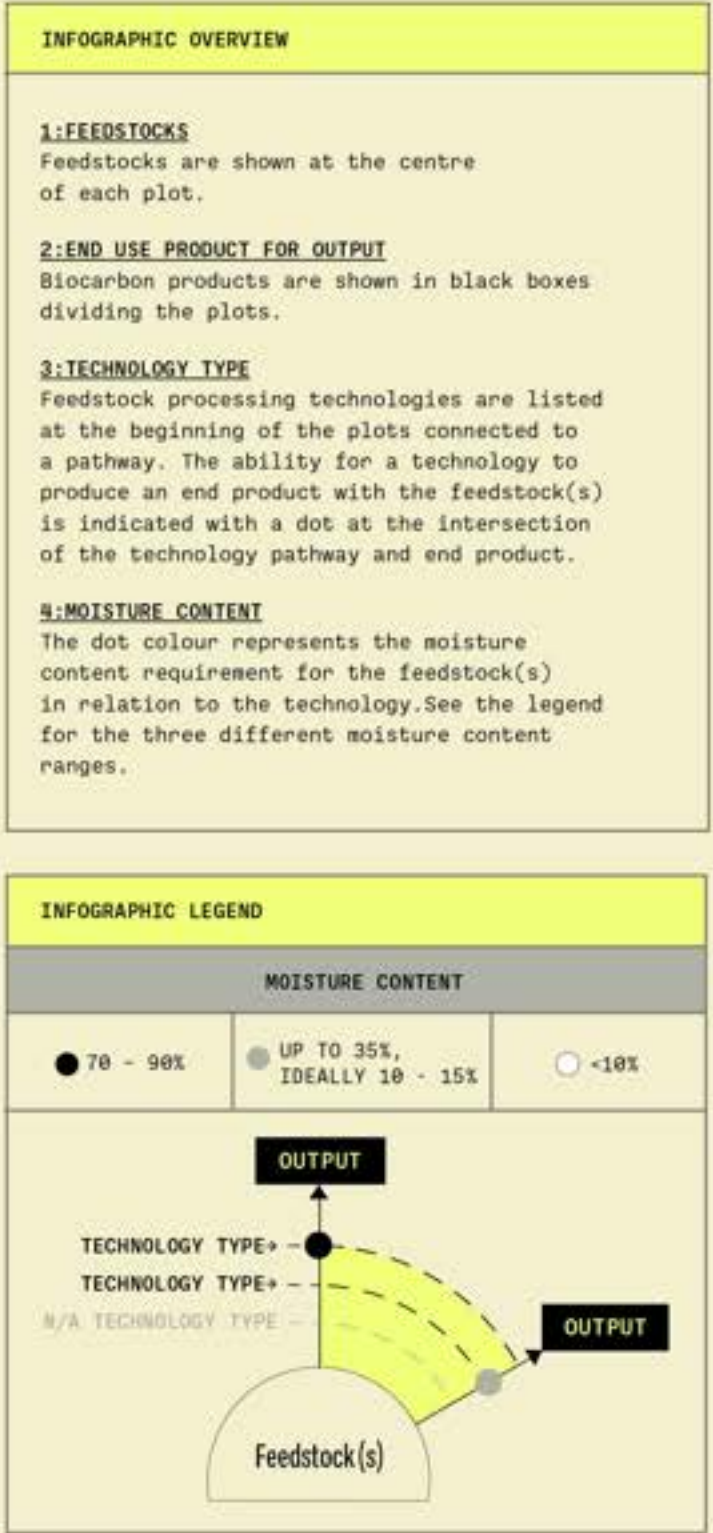 INFOGRAPHIC OVERVIEW
1:FEEDSTOCKS
Feedstocks are shown at the centre
of each plot.
2:END USE PRODUCT FOR OUTPUT
Biocarbon products are shown in black boxes
dividing the plots.
3:TECHNOLOGY TYPE
Feedstock processing technologies are listed
at the beginning of the plots connected to
a pathway. The ability for a technology to
produce an end product with the feedstock(s)
is indicated with a dot at the intersection
of the technology pathway and end product.
4:MOISTURE CONTENT
The dot colour represents the moisture
content requirement for the feedstock(s)
in relation to the technology.See the legend
for the three different moisture content
ranges.
INFOGRAPHIC LEGEND
MOISTURE CONTENT
70 - 90%
UP TO 35%,
IDEALLY 10 - 15%
<10%
OUTPUT
TECHNOLOGY TYPE→
TECHNOLOGY TYPE→
N/A TECHNOLOGY TYPE
OUTPUT
Feedstock(s)